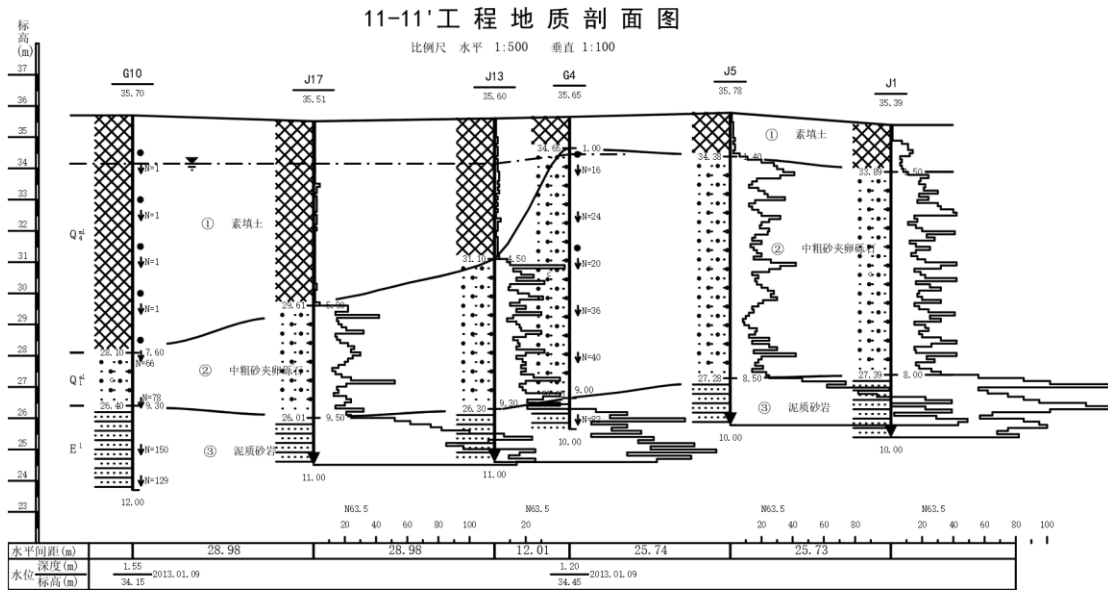 11-11'工 程 地 质 剖 面 图
比例尺 水平 1:500 垂直 1:100
标
高
(m)
37
36
35
34
33
32
31
30
29
28
27
26
25
24
23
G10
35.70
J17
35.51
J13
35.60
G4
35.65
J5
35.78
J1
35.39
① 素填土
34.65 1.00
34.38 1.40
33.89
N=1
N=16
N=1
N=24
① 素填土
② 中粗砂夹卵砾石
31.10 4.50
N=1
N=20
N=1
N=36
29.61
28.10 7.60
N=66
N=40
② 中粗砂夹卵砾石
27.28 8.50
27.39 8.00
N=78
26.40 9.30
26.01 9.50
26.30 9.30
9.00
③ 泥质砂岩
③ 泥质砂岩
N=150
N=129
10.00
10.00
10.00
12.00
11.00
11.00
N63.5
20 40 60 80 100
N63.5
20
N63.5
20 40 60 80
N63.5
20 40 60 80 100
水平间距(m) 28.98 28.98 12.01 25.74 25.73
水位 深度(m) 1.55 2013.01.09 1.20 2013.01.09
标高(m) 34.15 34.45